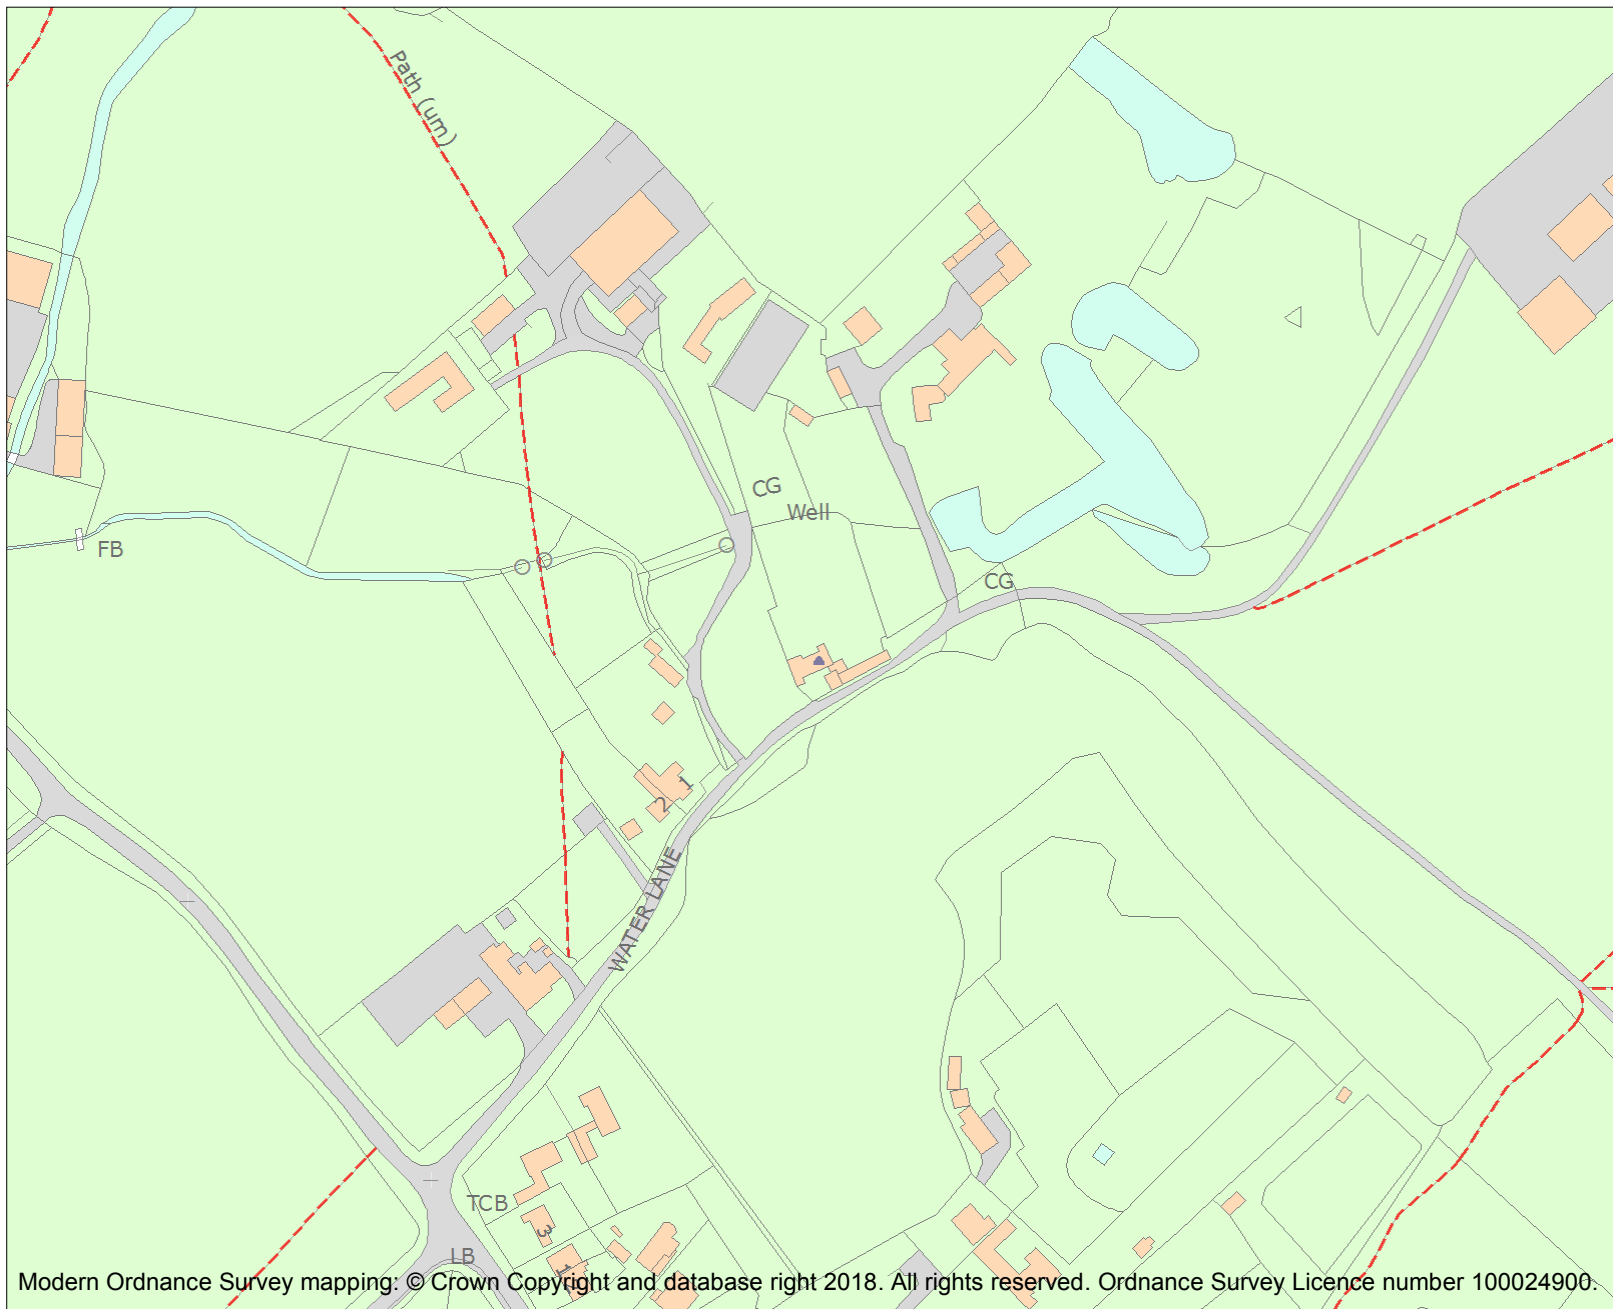 Path (um)
CG
Well
FB
CG
1
2
WATER LANE
TCB
3
LB
Modern Ordnance Survey mapping: © Crown Copyright and database right 2018. All rights reserved. Ordnance Survey Licence number 100024900.